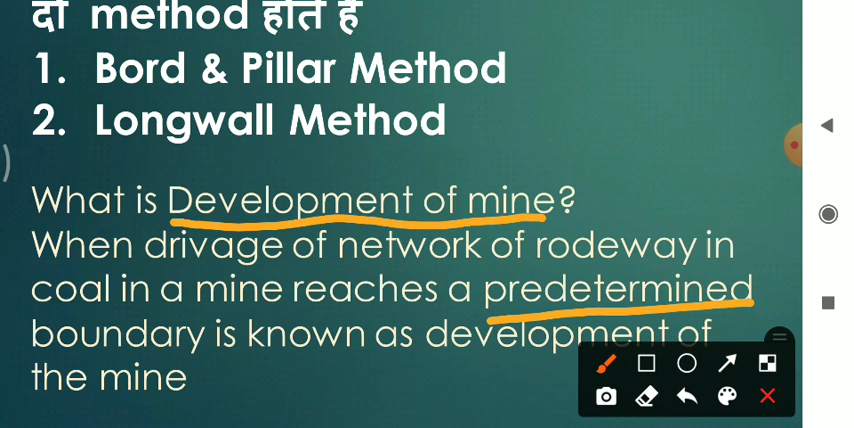 दो method होते हैं
1. Bord & Pillar Method
2. Longwall Method
What is Development of mine?
When drivage of network of rodeway in
coal in a mine reaches a predetermined
boundary is known as development of
the mine